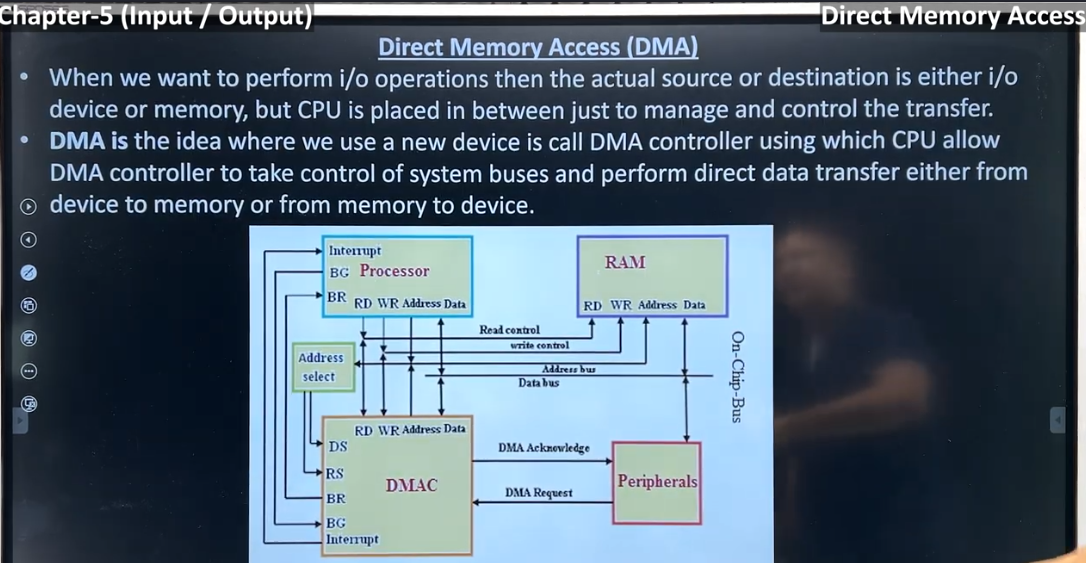 Chapter-5 (Input / Output)
Direct Memory Access
Direct Memory Access (DMA)
• When we want to perform i/o operations then the actual source or destination is either i/o
device or memory, but CPU is placed in between just to manage and control the transfer.
• DMA is the idea where we use a new device is call DMA controller using which CPU allow
DMA controller to take control of system buses and perform direct data transfer either from
device to memory or from memory to device.
Interrupt
BG Processor
BR
RD WR Address Data
RAM
RD WR Address Data
Read control
write control
Address bus
Data bus
On-Chip-Bus
Address
select
RD WR Address Data
DS
RS
DMAC
BR
BG
Interrupt
DMA Acknowledge
DMA Request
Peripherals